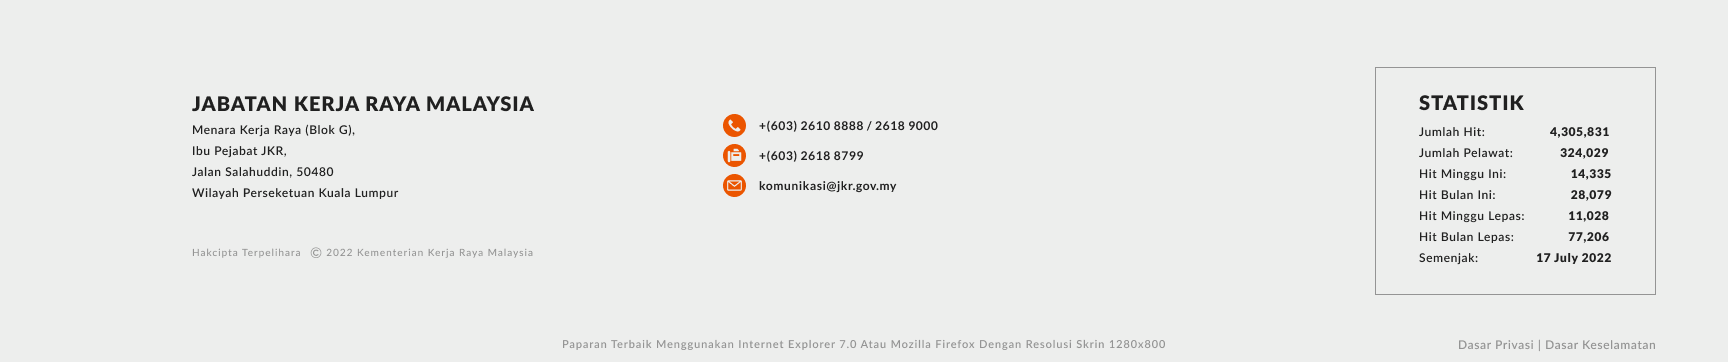 JABATAN KERJA RAYA MALAYSIA
Menara Kerja Raya (Blok G),
Ibu Pejabat JKR,
Jalan Salahuddin, 50480
Wilayah Perseketuan Kuala Lumpur
Hakcipta Terpelihara © 2022 Kementerian Kerja Raya Malaysia
+(603) 2610 8888 / 2618 9000
+(603) 2618 8799
komunikasi@jkr.gov.my
STATISTIK
Jumlah Hit: 4,305,831
Jumlah Pelawat: 324,029
Hit Minggu Ini: 14,335
Hit Bulan Ini: 28,079
Hit Minggu Lepas: 11,028
Hit Bulan Lepas: 77,206
Semenjak: 17 July 2022
Paparan Terbaik Menggunakan Internet Explorer 7.0 Atau Mozilla Firefox Dengan Resolusi Skrin 1280x800
Dasar Privasi | Dasar Keselamatan